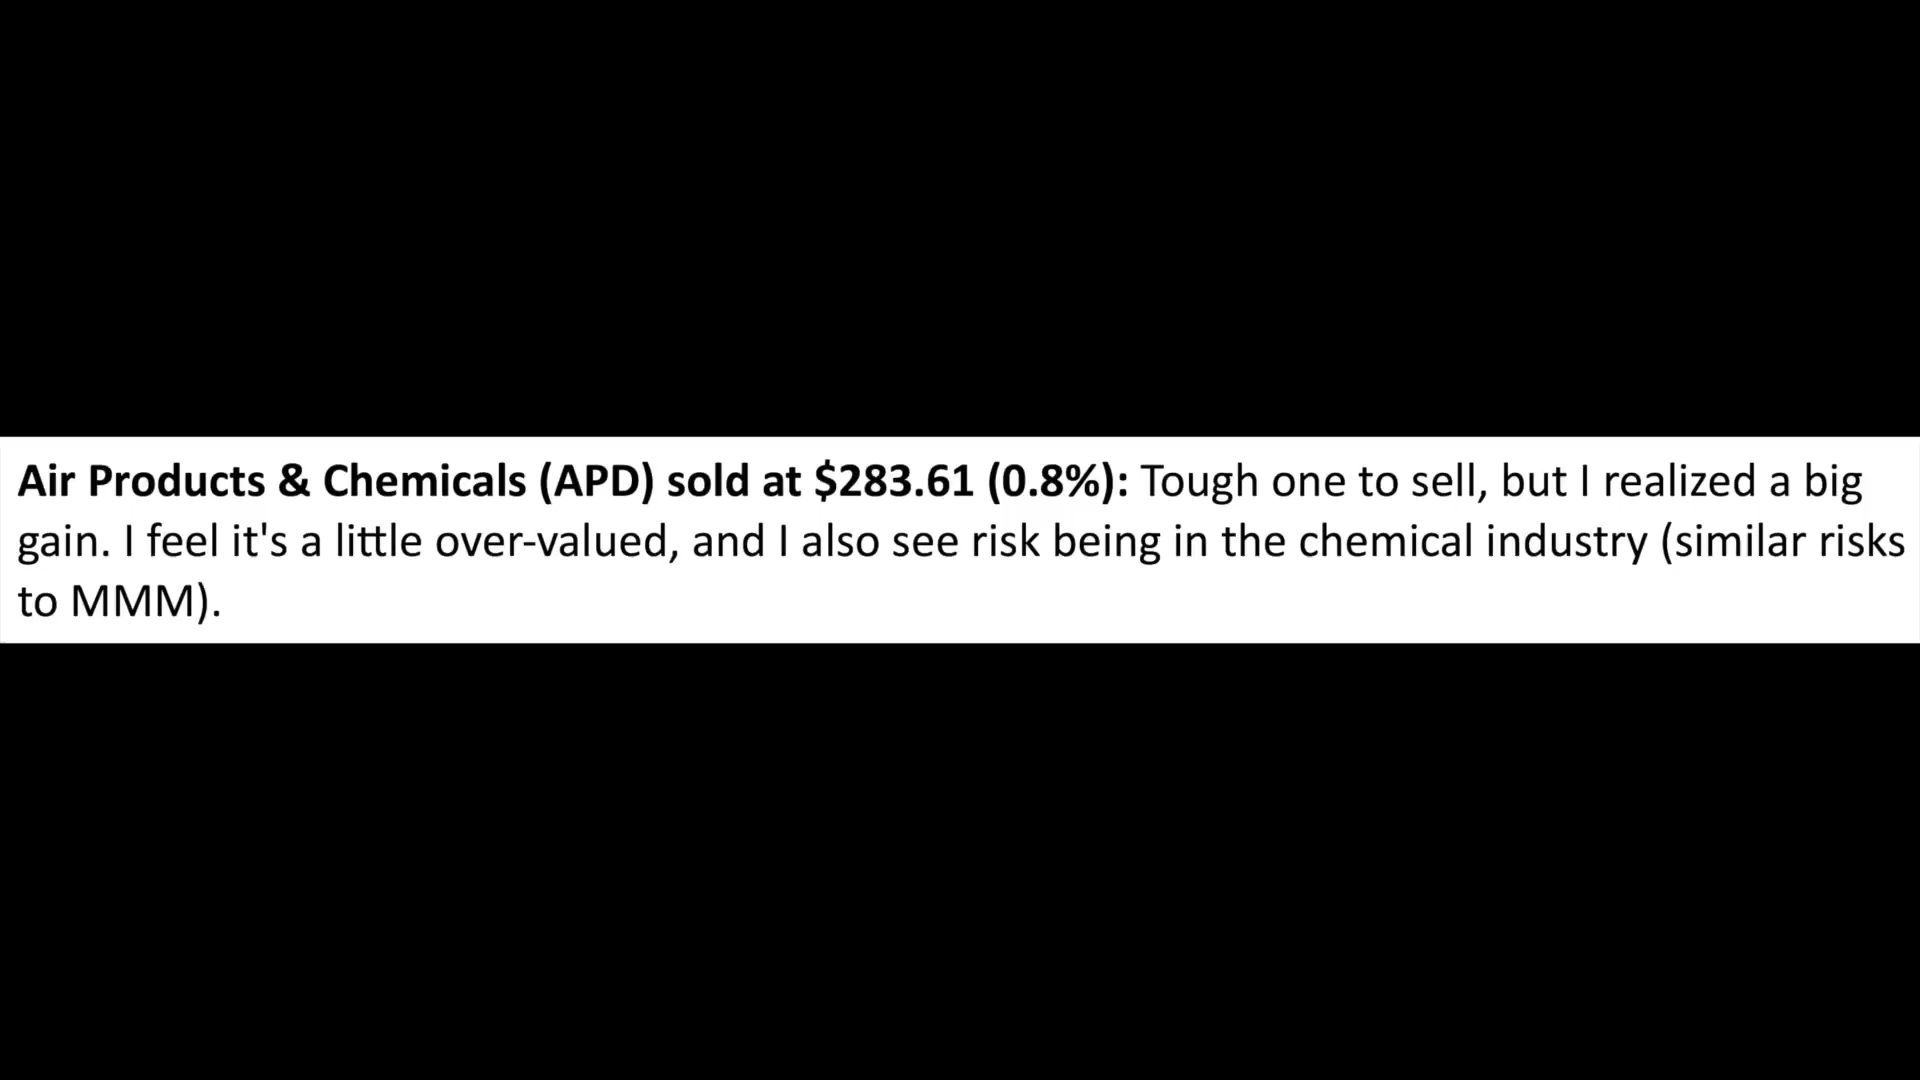 Air Products & Chemicals (APD) sold at $283.61 (0.8%): Tough one to sell, but I realized a big
gain. I feel it's a little over-valued, and I also see risk being in the chemical industry (similar risks
to MMM).